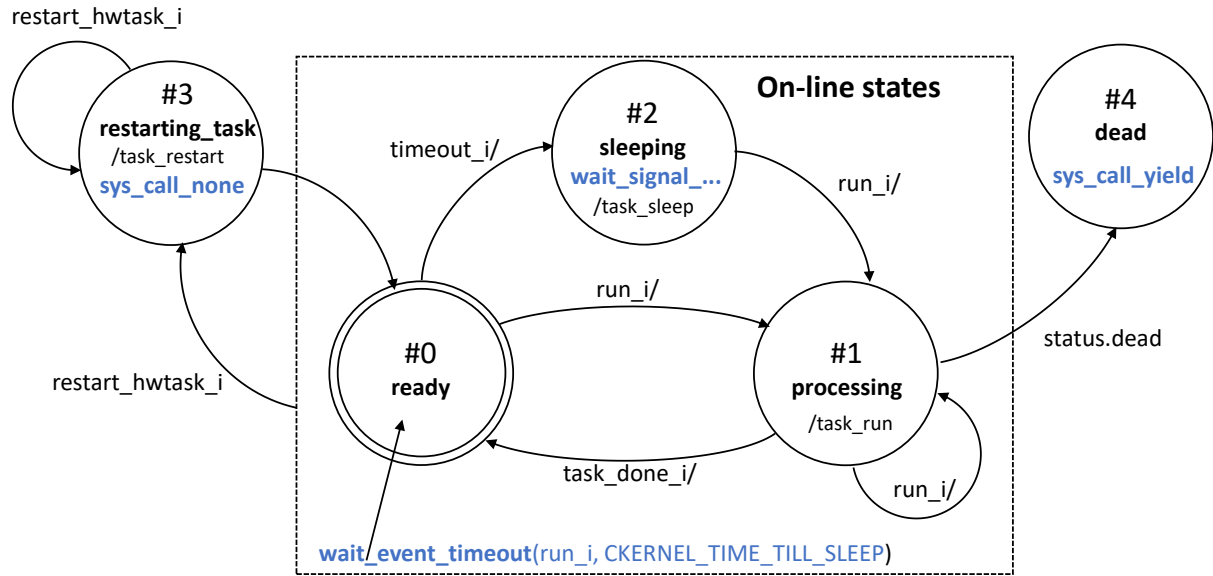 restart_hwtask_i
#3
restarting_task
/task_restart
sys_call_none
On-line states
#2
sleeping
wait_signal_...
/task_sleep
#4
dead
sys_call_yield
timeout_i/
run_i/
run_i/
#0
ready
#1
processing
/task_run
status.dead
restart_hwtask_i
task_done_i/
run_i/
wait_event_timeout(run_i, CKERNEL_TIME_TILL_SLEEP)